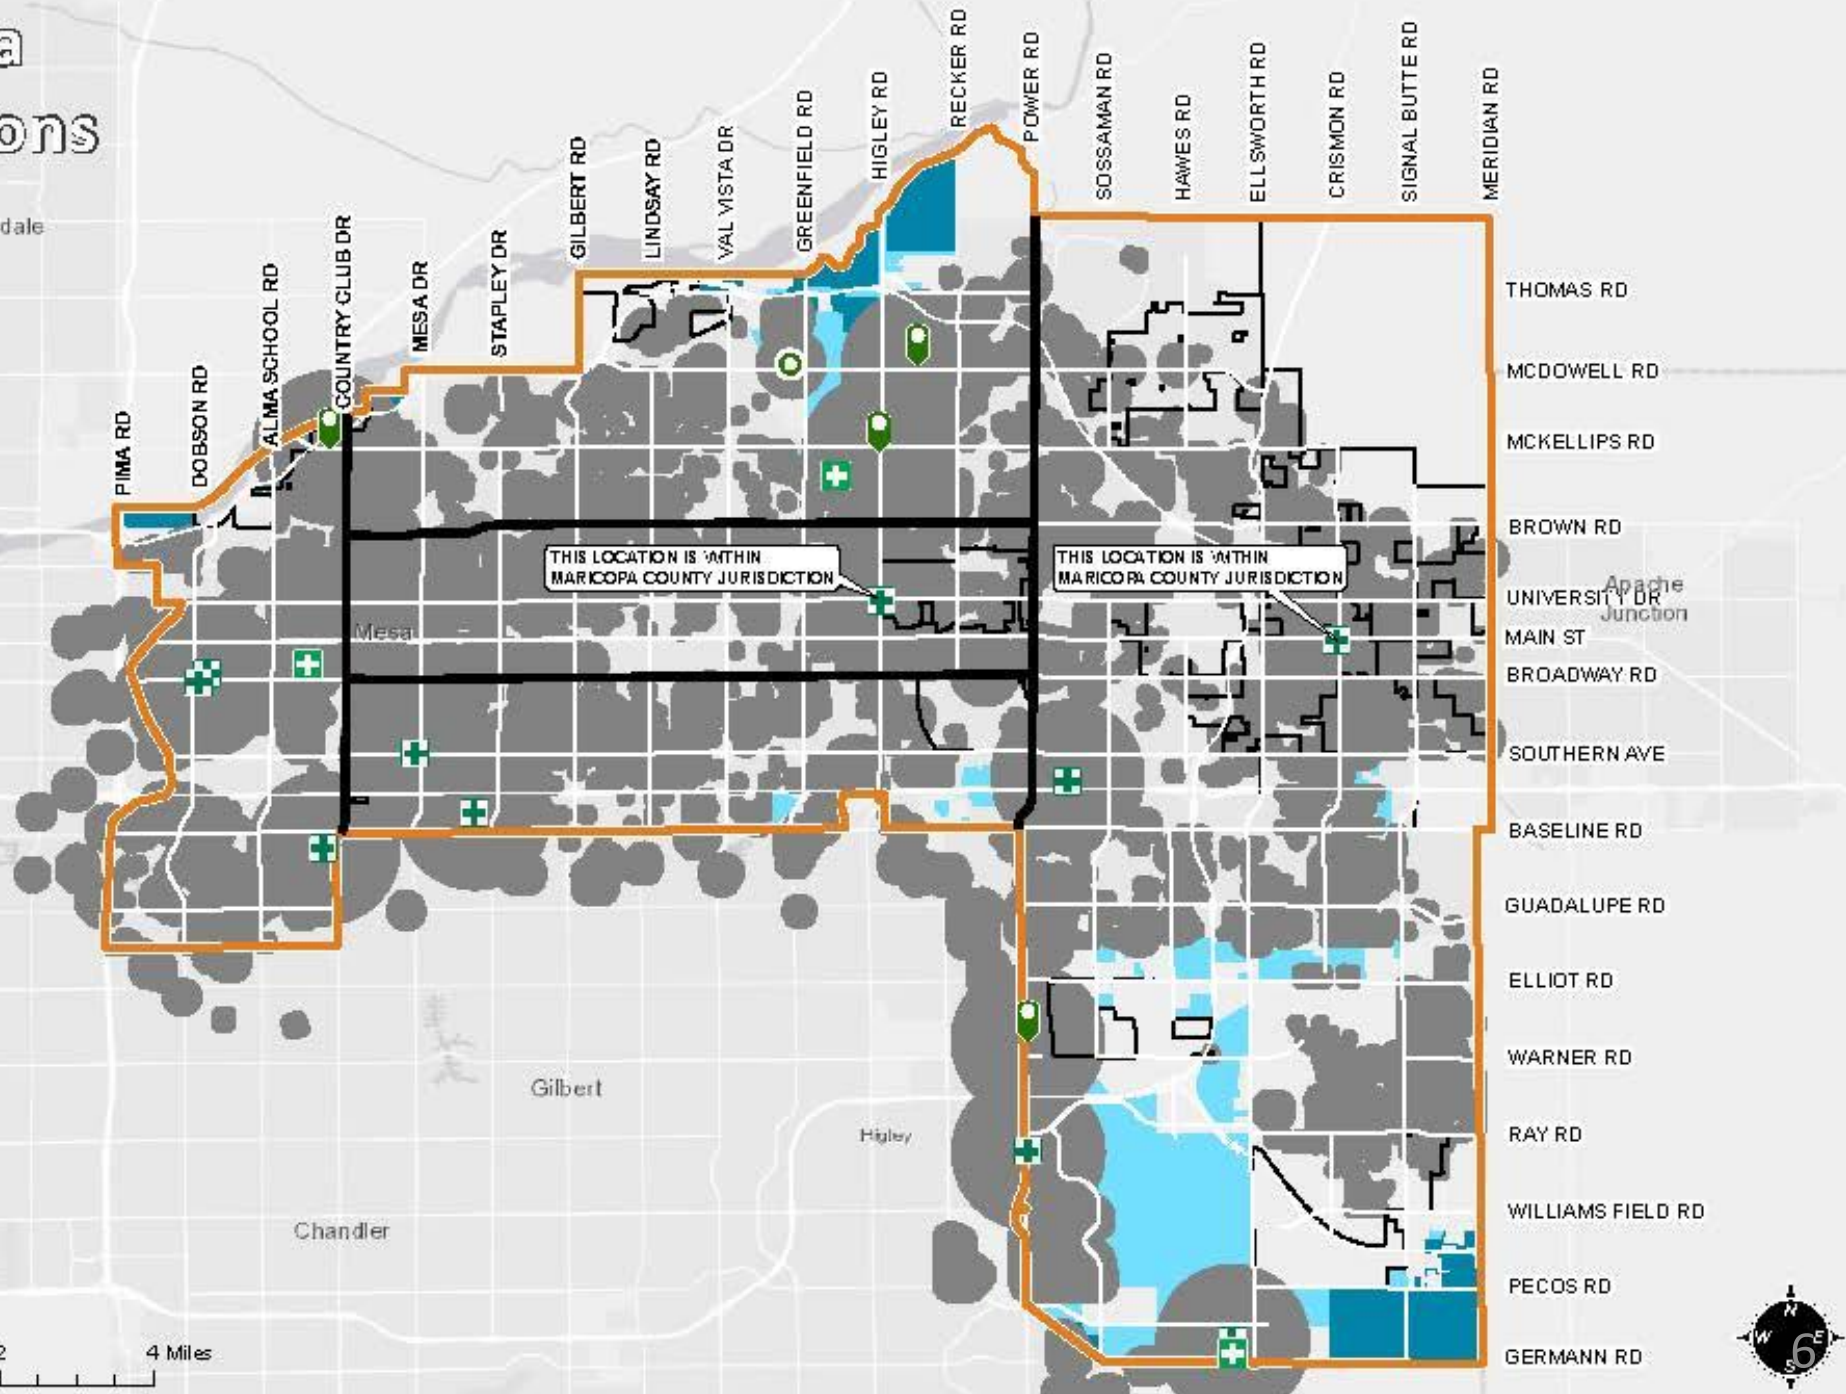 a
ons
dale
PIMA RD
DOBSON RD
ALMA SCHOOL RD
COUNTRY CLUB DR
MESA DR
STAPLEY DR
GILBERT RD
LINDSAY RD
VAL VISTA DR
GREENFIELD RD
HIGLEY RD
RECKER RD
POWER RD
SOSSAMAN RD
HAWES RD
ELLSWORTH RD
CRISMON RD
SIGNAL BUTTE RD
MERIDIAN RD
THOMAS RD
MCDOWELL RD
MCKELLIPS RD
BROWN RD
THIS LOCATION IS WITHIN
MARICOPA COUNTY JURISDICTION
THIS LOCATION IS WITHIN
MARICOPA COUNTY JURISDICTION
Apache
Junction
UNIVERSITY DR
Mesa
MAIN ST
BROADWAY RD
SOUTHERN AVE
BASELINE RD
GUADALUPE RD
ELLIOT RD
WARNER RD
Gilbert
Higley
RAY RD
Chandler
WILLIAMS FIELD RD
PECOS RD
GERMANN RD
2
4 Miles
N
W
E
S
6